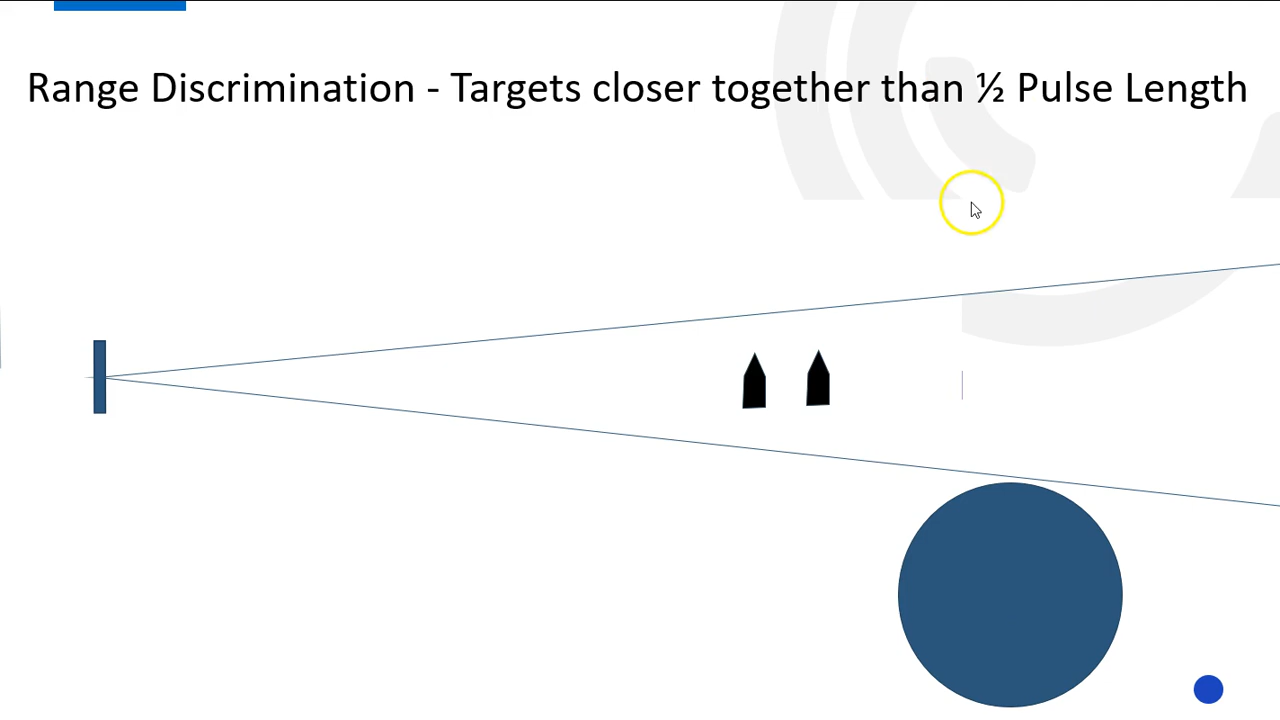 Range Discrimination - Targets closer together than ½ Pulse Length